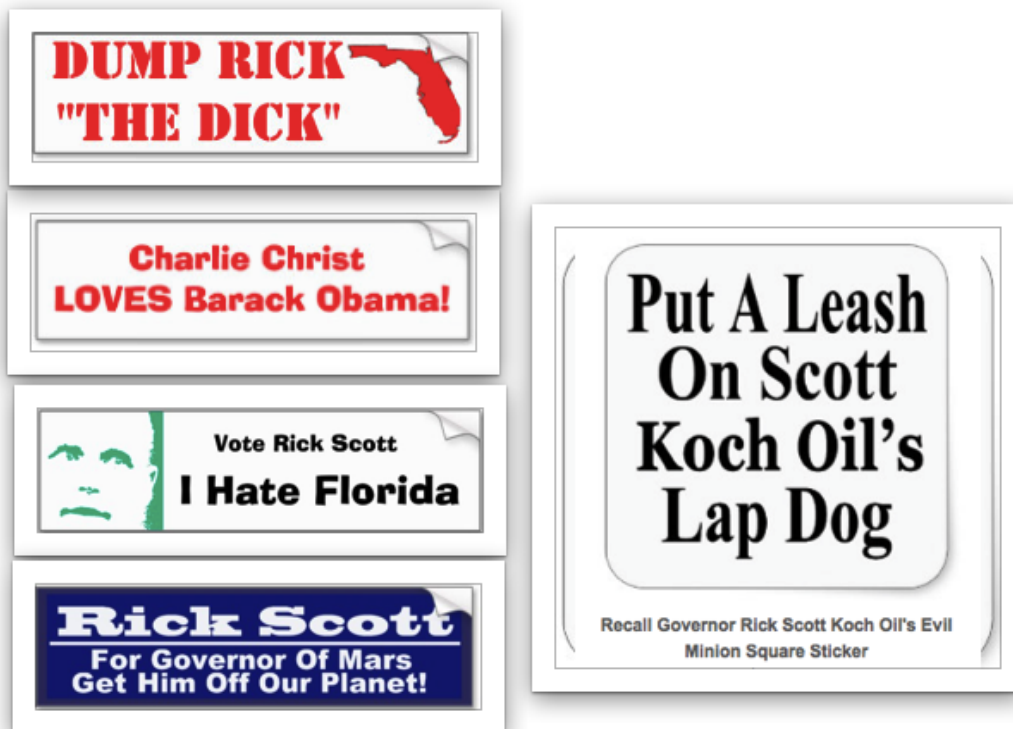 DUMP RICK
"THE DICK"
Charlie Christ
LOVES Barack Obama!
Vote Rick Scott
I Hate Florida
Rick Scott
For Governor Of Mars
Get Him Off Our Planet!
Put A Leash
On Scott
Koch Oil's
Lap Dog
Recall Governor Rick Scott Koch Oil's Evil
Minion Square Sticker